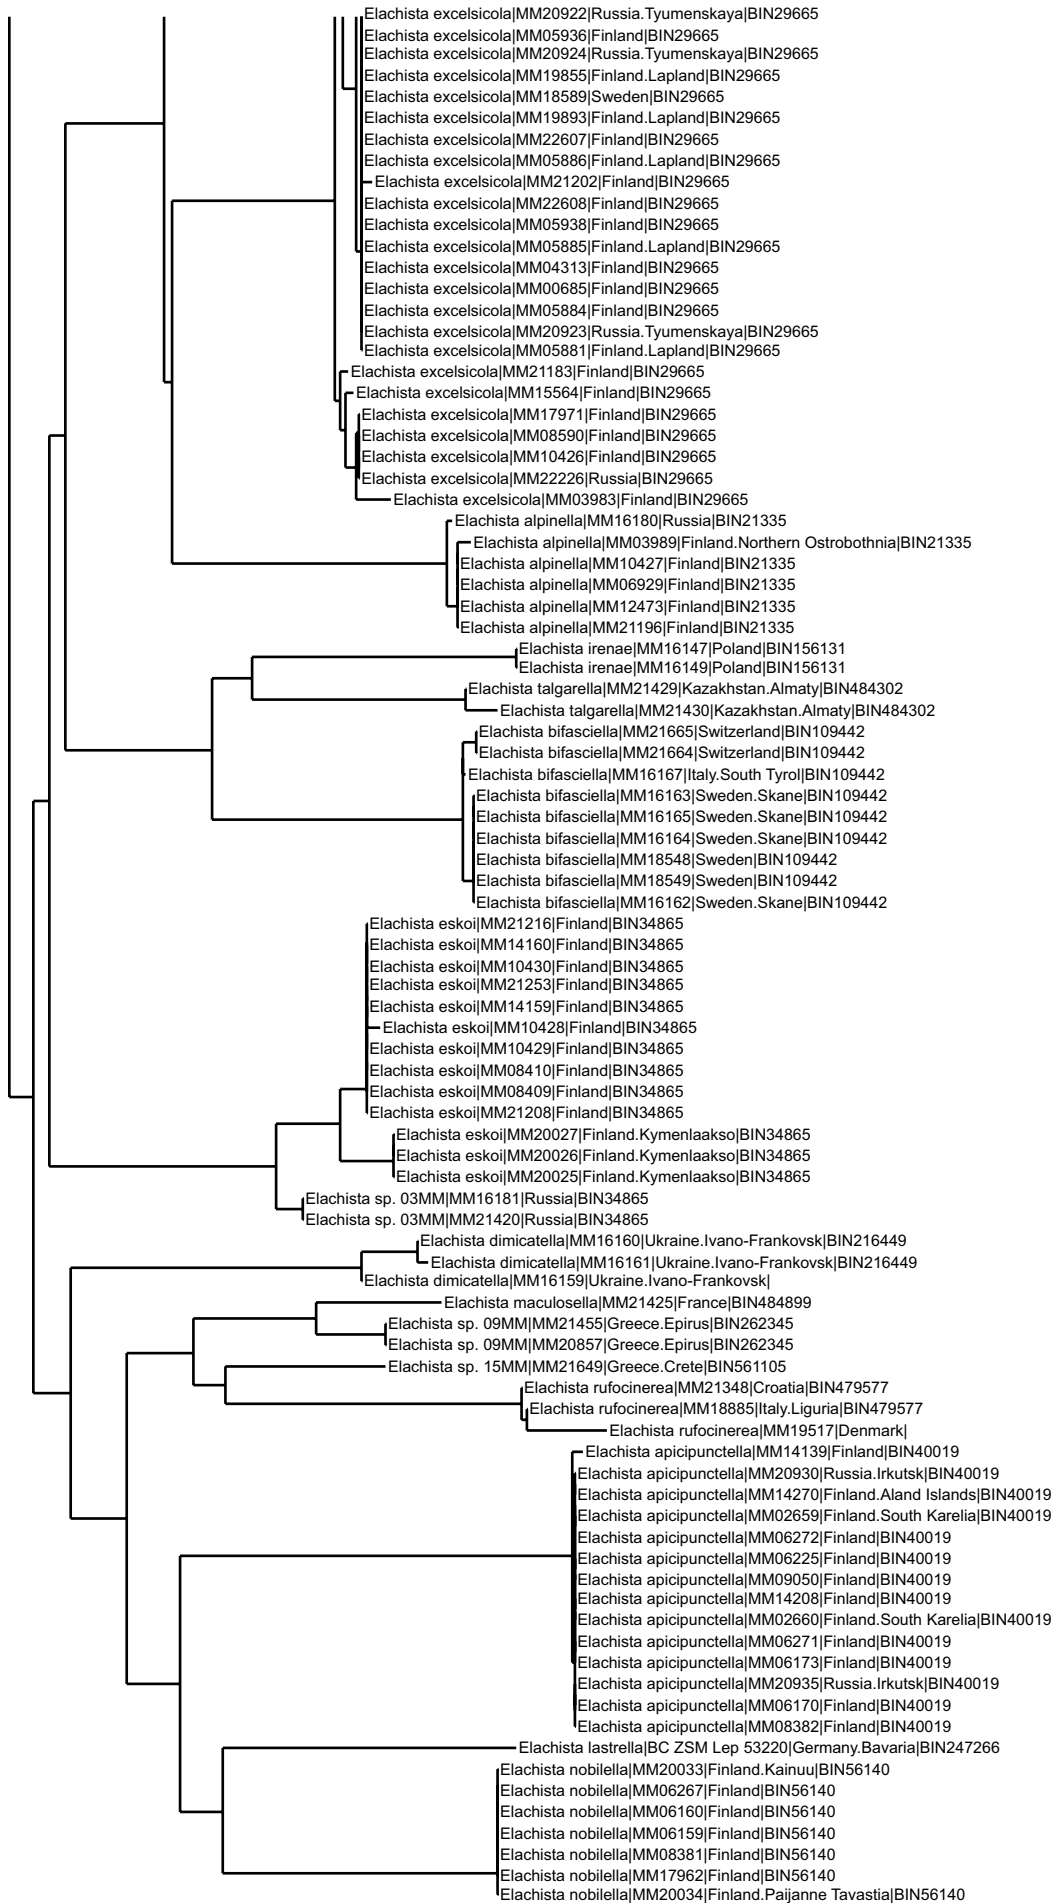 Elachista excelsicola|MM20922|Russia.Tyumenskaya|BIN29665
Elachista excelsicola|MM05936|Finland|BIN29665
Elachista excelsicola|MM20924|Russia.Tyumenskaya|BIN29665
Elachista excelsicola|MM19855|Finland.Lapland|BIN29665
Elachista excelsicola|MM18589|Sweden|BIN29665
Elachista excelsicola|MM19893|Finland.Lapland|BIN29665
Elachista excelsicola|MM22607|Finland|BIN29665
Elachista excelsicola|MM05886|Finland.Lapland|BIN29665
Elachista excelsicola|MM21202|Finland|BIN29665
Elachista excelsicola|MM22608|Finland|BIN29665
Elachista excelsicola|MM05938|Finland|BIN29665
Elachista excelsicola|MM05885|Finland.Lapland|BIN29665
Elachista excelsicola|MM04313|Finland|BIN29665
Elachista excelsicola|MM00685|Finland|BIN29665
Elachista excelsicola|MM05884|Finland|BIN29665
Elachista excelsicola|MM20923|Russia.Tyumenskaya|BIN29665
Elachista excelsicola|MM05881|Finland.Lapland|BIN29665
Elachista excelsicola|MM21183|Finland|BIN29665
Elachista excelsicola|MM15564|Finland|BIN29665
Elachista excelsicola|MM17971|Finland|BIN29665
Elachista excelsicola|MM08590|Finland|BIN29665
Elachista excelsicola|MM10426|Finland|BIN29665
Elachista excelsicola|MM22226|Russia|BIN29665
Elachista excelsicola|MM03983|Finland|BIN29665
Elachista alpinella|MM16180|Russia|BIN21335
Elachista alpinella|MM03989|Finland.Northern Ostrobothnia|BIN21335
Elachista alpinella|MM10427|Finland|BIN21335
Elachista alpinella|MM06929|Finland|BIN21335
Elachista alpinella|MM12473|Finland|BIN21335
Elachista alpinella|MM21196|Finland|BIN21335
Elachista irenae|MM16147|Poland|BIN156131
Elachista irenae|MM16149|Poland|BIN156131
Elachista talgarella|MM21429|Kazakhstan.Almaty|BIN484302
Elachista talgarella|MM21430|Kazakhstan.Almaty|BIN484302
Elachista bifasciella|MM21665|Switzerland|BIN109442
Elachista bifasciella|MM21664|Switzerland|BIN109442
Elachista bifasciella|MM16167|Italy.South Tyrol|BIN109442
Elachista bifasciella|MM16163|Sweden.Skane|BIN109442
Elachista bifasciella|MM16165|Sweden.Skane|BIN109442
Elachista bifasciella|MM16164|Sweden.Skane|BIN109442
Elachista bifasciella|MM18548|Sweden|BIN109442
Elachista bifasciella|MM18549|Sweden|BIN109442
Elachista bifasciella|MM16162|Sweden.Skane|BIN109442
Elachista eskoi|MM21216|Finland|BIN34865
Elachista eskoi|MM14160|Finland|BIN34865
Elachista eskoi|MM10430|Finland|BIN34865
Elachista eskoi|MM21253|Finland|BIN34865
Elachista eskoi|MM14159|Finland|BIN34865
Elachista eskoi|MM10428|Finland|BIN34865
Elachista eskoi|MM10429|Finland|BIN34865
Elachista eskoi|MM08410|Finland|BIN34865
Elachista eskoi|MM08409|Finland|BIN34865
Elachista eskoi|MM21208|Finland|BIN34865
Elachista eskoi|MM20027|Finland.Kymenlaakso|BIN34865
Elachista eskoi|MM20026|Finland.Kymenlaakso|BIN34865
Elachista eskoi|MM20025|Finland.Kymenlaakso|BIN34865
Elachista sp. 03MM|MM16181|Russia|BIN34865
Elachista sp. 03MM|MM21420|Russia|BIN34865
Elachista dimicatella|MM16160|Ukraine.Ivano-Frankovsk|BIN216449
Elachista dimicatella|MM16161|Ukraine.Ivano-Frankovsk|BIN216449
Elachista dimicatella|MM16159|Ukraine.Ivano-Frankovsk|
Elachista maculosella|MM21425|France|BIN484899
Elachista sp. 09MM|MM21455|Greece.Epirus|BIN262345
Elachista sp. 09MM|MM20857|Greece.Epirus|BIN262345
Elachista sp. 15MM|MM21649|Greece.Crete|BIN561105
Elachista rufocinerea|MM21348|Croatia|BIN479577
Elachista rufocinerea|MM18885|Italy.Liguria|BIN479577
Elachista rufocinerea|MM19517|Denmark|
Elachista apicipunctella|MM14139|Finland|BIN40019
Elachista apicipunctella|MM20930|Russia.Irkutsk|BIN40019
Elachista apicipunctella|MM14270|Finland.Aland Islands|BIN40019
Elachista apicipunctella|MM02659|Finland.South Karelia|BIN40019
Elachista apicipunctella|MM06272|Finland|BIN40019
Elachista apicipunctella|MM06225|Finland|BIN40019
Elachista apicipunctella|MM09050|Finland|BIN40019
Elachista apicipunctella|MM14208|Finland|BIN40019
Elachista apicipunctella|MM02660|Finland.South Karelia|BIN40019
Elachista apicipunctella|MM06271|Finland|BIN40019
Elachista apicipunctella|MM06173|Finland|BIN40019
Elachista apicipunctella|MM20935|Russia.Irkutsk|BIN40019
Elachista apicipunctella|MM06170|Finland|BIN40019
Elachista apicipunctella|MM08382|Finland|BIN40019
Elachista lastrella|BC ZSM Lep 53220|Germany.Bavaria|BIN247266
Elachista nobilella|MM20033|Finland.Kainuu|BIN56140
Elachista nobilella|MM06267|Finland|BIN56140
Elachista nobilella|MM06160|Finland|BIN56140
Elachista nobilella|MM06159|Finland|BIN56140
Elachista nobilella|MM08381|Finland|BIN56140
Elachista nobilella|MM17962|Finland|BIN56140
Elachista nobilella|MM20034|Finland.Paijanne Tavastia|BIN56140